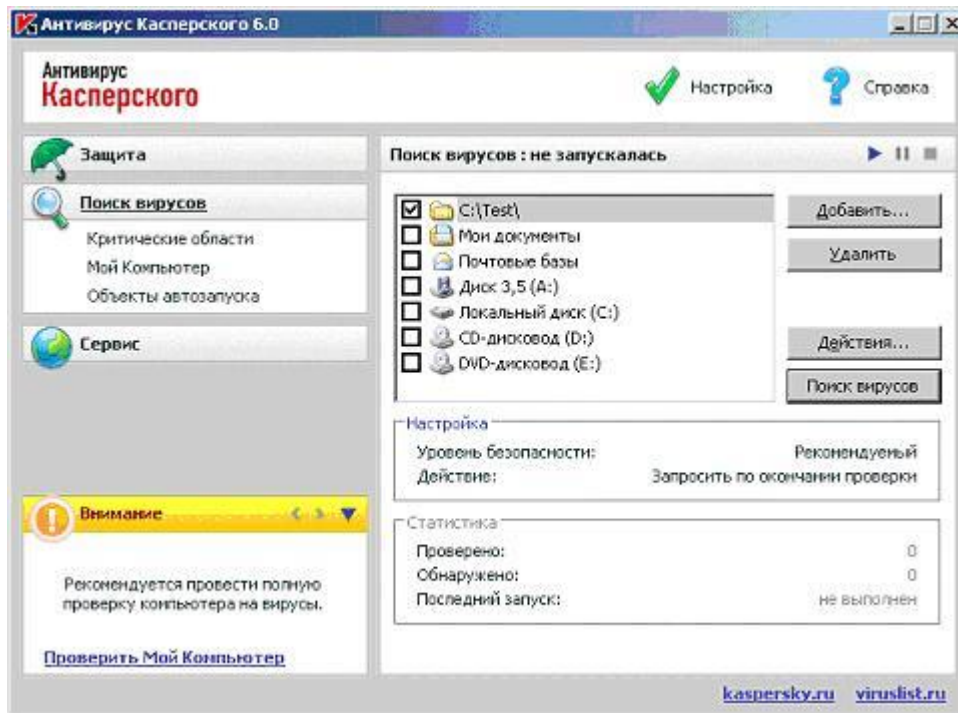 Антивирус Касперского 6.0
Антивирус
Касперского
Настройка
Справка
Защита
Поиск вирусов
Критические области
Мой Компьютер
Объекты автозапуска
Сервис
Внимание
Рекомендуется провести полную
проверку компьютера на вирусы.
Проверить Мой Компьютер
Поиск вирусов : не запускалась
C:\Test\
Мои документы
Почтовые базы
Диск 3,5 (A:)
Локальный диск (C:)
CD-дисковод (D:)
DVD-дисковод (E:)
Добавить...
Удалить
Действия...
Поиск вирусов
Настройка
Уровень безопасности: Рекомендуемый
Действие: Запросить по окончании проверки
Статистика
Проверено: 0
Обнаружено: 0
Последний запуск: не выполнен
kaspersky.ru viruslist.ru